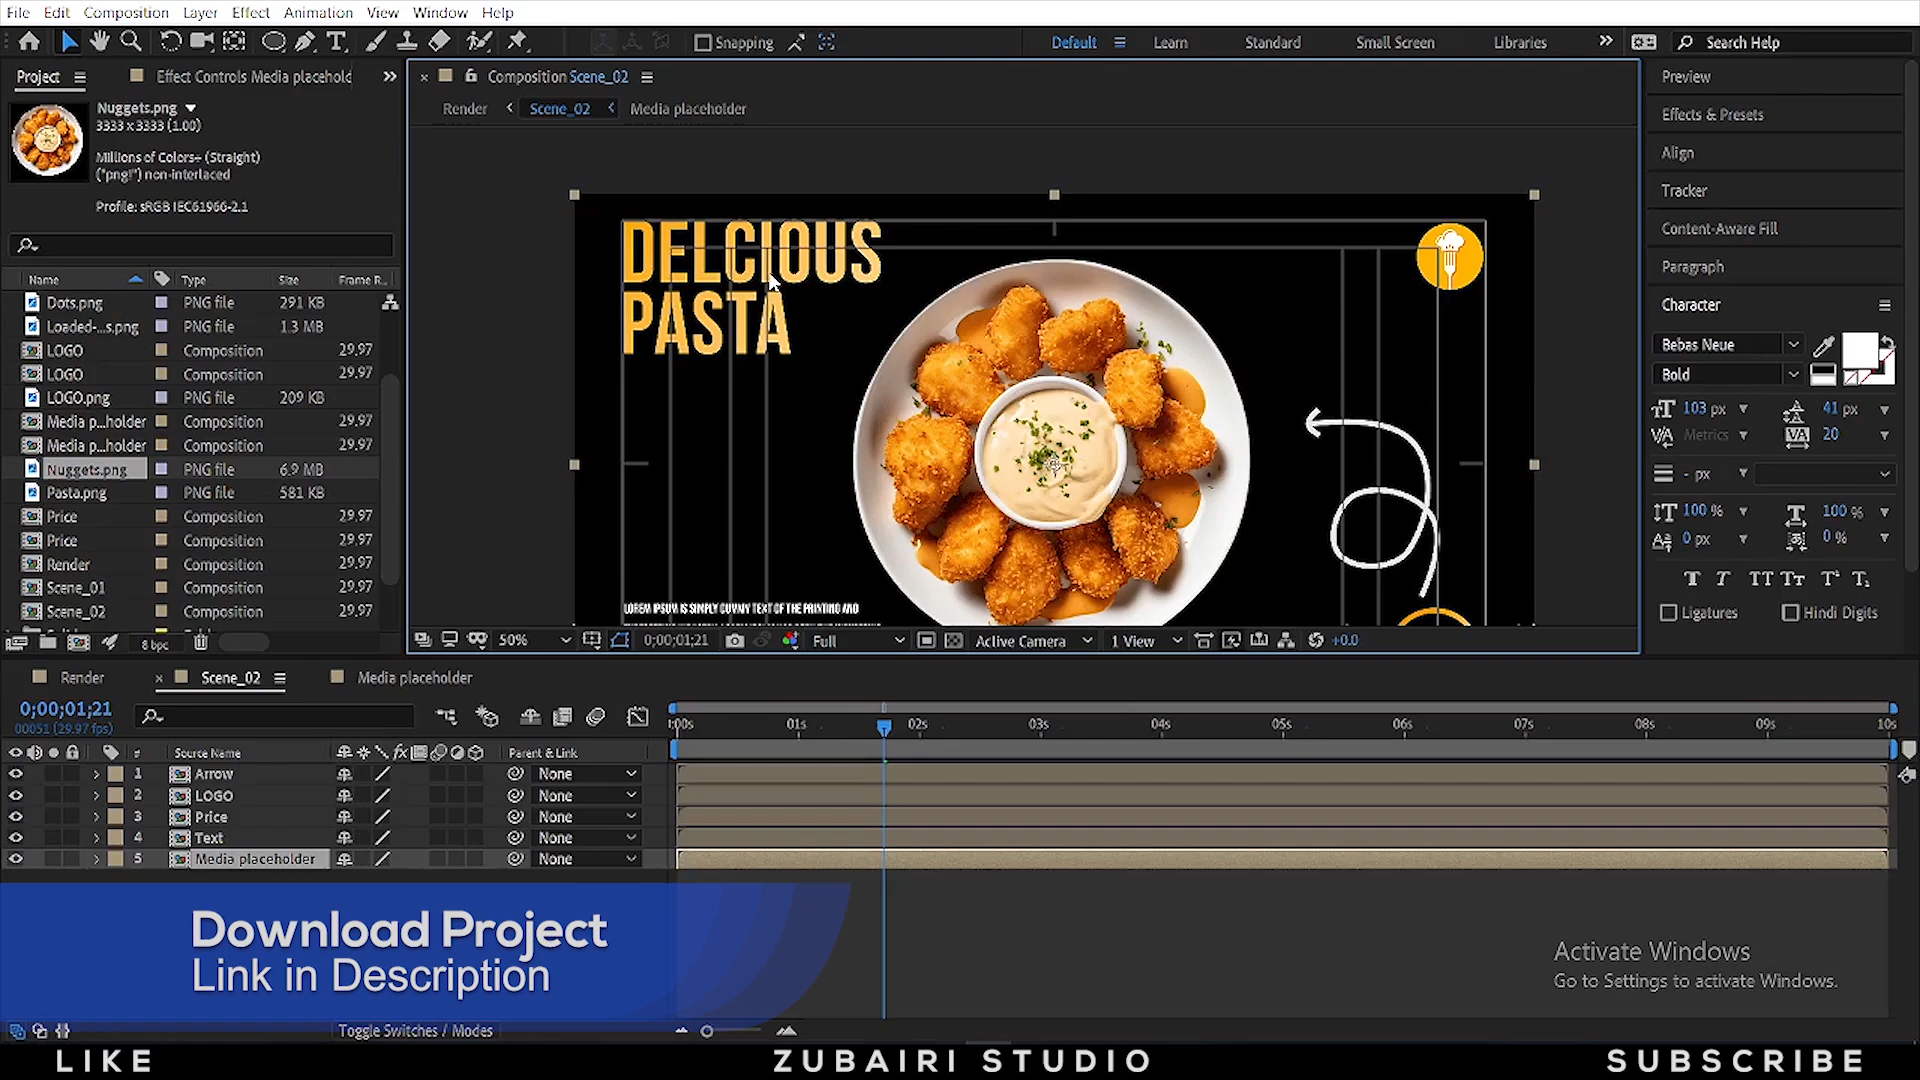 File Edit Composition Layer Effect Animation View Window Help
Snapping Default Learn Standard Small Screen Libraries Search Help
Project Effect Controls Media placehold
Composition Scene_02
Render Scene_02 Media placeholder
Nuggets.png
3333 x 3333 (1.00)
Millions of Colors+ (Straight)
("png!") non-interlaced
Profile: sRGB IEC61966-2.1
Name Type Size Frame R...
Dots.png PNG file 291 KB
Loaded-...s.png PNG file 1.3 MB
LOGO Composition 29.97
LOGO Composition 29.97
LOGO.png PNG file 209 KB
Media p...holder Composition 29.97
Media p...holder Composition 29.97
Nuggets.png PNG file 6.9 MB
Pasta.png PNG file 581 KB
Price Composition 29.97
Price Composition 29.97
Render Composition 29.97
Scene_01 Composition 29.97
Scene_02 Composition 29.97
8 bpc
DELCIOUS
PASTA
LOREM IPSUM IS SIMPLY DUMMY TEXT OF THE PRINTING AND
50% 0;00;01;21 Full Active Camera 1 View +0.0
Preview
Effects & Presets
Align
Tracker
Content-Aware Fill
Paragraph
Character
Bebas Neue
Bold
103 px 41 px
Metrics 20
- px
100 % 100 %
0 px 0 %
Ligatures Hindi Digits
Render Scene_02 Media placeholder
0;00;01;21
00051 (29.97 fps)
:00s 01s 02s 03s 04s 05s 06s 07s 08s 09s 10s
# Source Name Parent & Link
1 Arrow None
2 LOGO None
3 Price None
4 Text None
5 Media placeholder None
Download Project
Link in Description
Activate Windows
Go to Settings to activate Windows.
Toggle Switches / Modes
LIKE ZUBAIRI STUDIO SUBSCRIBE